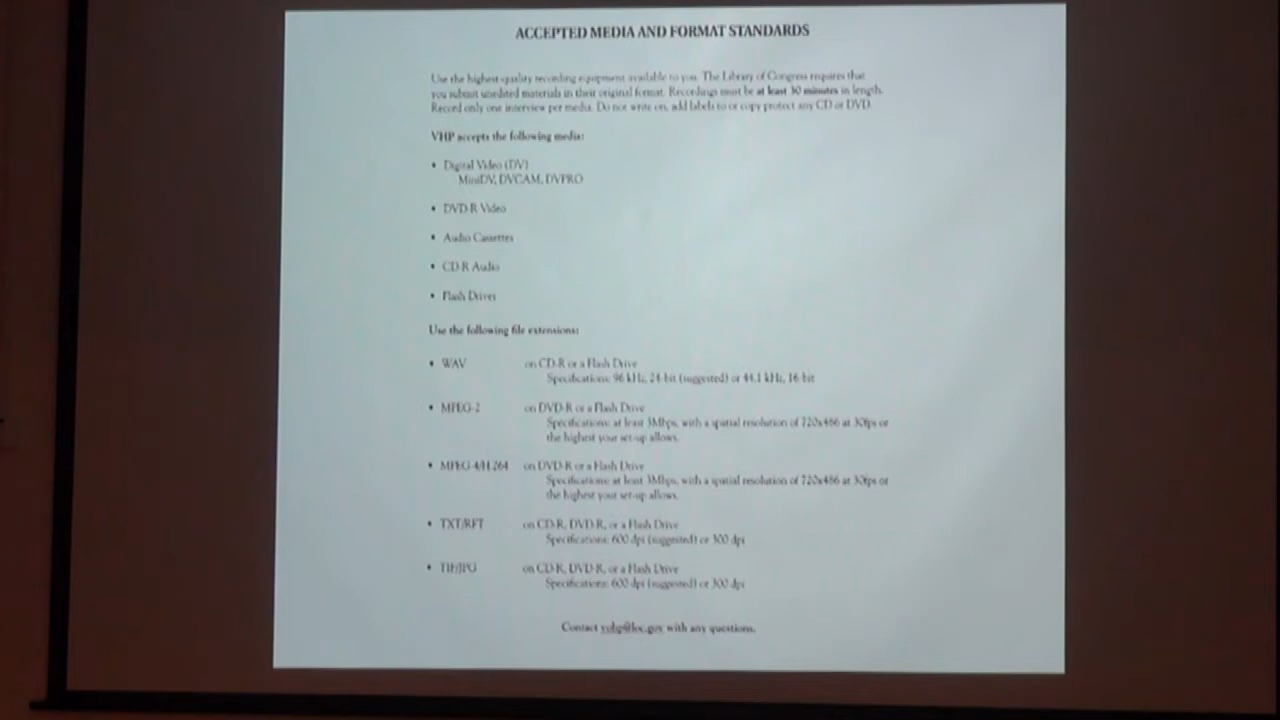 ACCEPTED MEDIA AND FORMAT STANDARDS
Use the highest-quality recording equipment available to you. The Library of Congress requires that
you submit unedited materials in their original format. Recordings must be at least 30 minutes in length.
Record only one interview per media. Do not write on, add labels to or copy protect any CD or DVD.
VHP accepts the following media:
• Digital Video (DV)
MiniDV, DVCAM, DVPRO
• DVD-R Video
• Audio Cassettes
• CD-R Audio
• Flash Drives
Use the following file extensions:
• WAV on CD-R or a Flash Drive
Specifications: 96 kHz, 24-bit (suggested) or 44.1 kHz, 16-bit
• MPEG-2 on DVD-R or a Flash Drive
Specifications: at least 3Mbps, with a spatial resolution of 720x486 at 30fps or
the highest your set-up allows.
• MPEG-4/H.264 on DVD-R or a Flash Drive
Specifications: at least 3Mbps, with a spatial resolution of 720x486 at 30fps or
the highest your set-up allows.
• TXT/RFT on CD-R, DVD-R, or a Flash Drive
Specifications: 600 dpi (suggested) or 300 dpi
• TIF/JPG on CD-R, DVD-R, or a Flash Drive
Specifications: 600 dpi (suggested) or 300 dpi
Contact vohp@loc.gov with any questions.